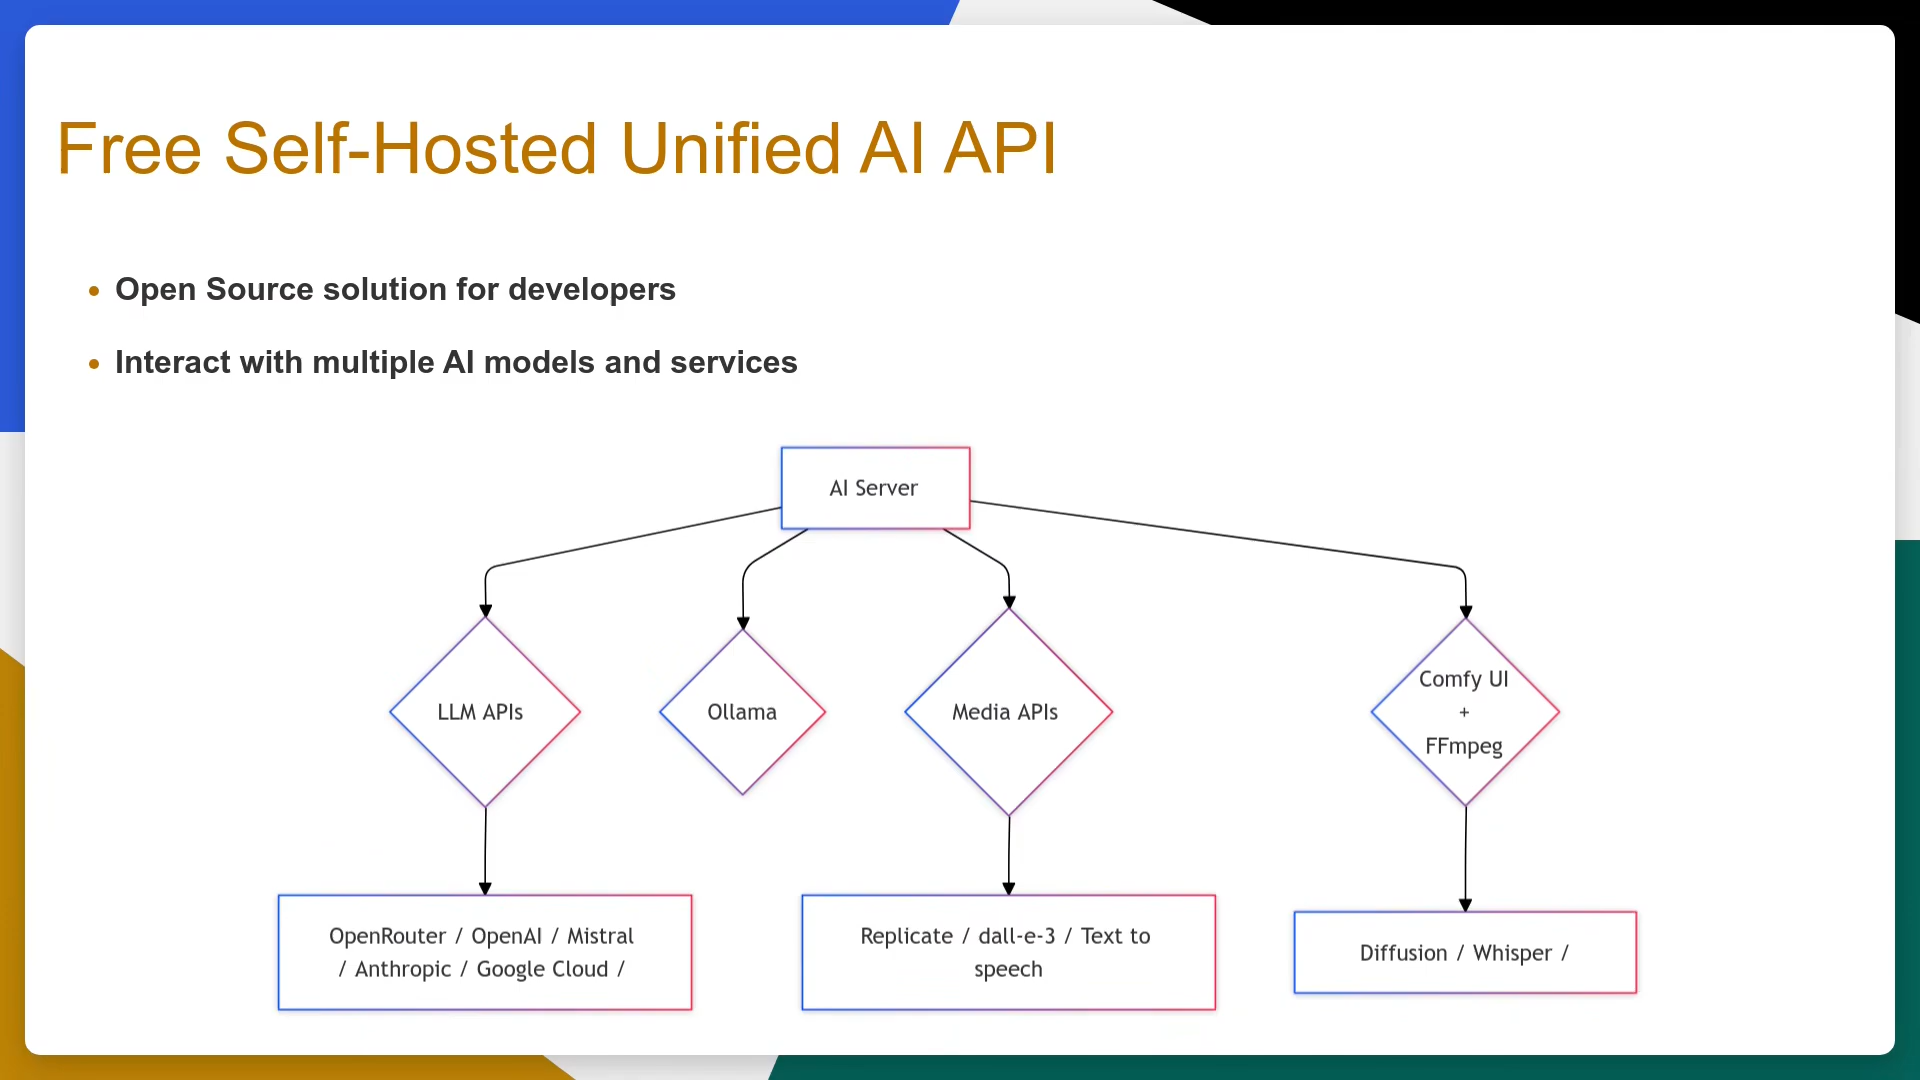 Free Self-Hosted Unified AI API
Open Source solution for developers
Interact with multiple AI models and services
AI Server
LLM APIs
Ollama
Media APIs
Comfy UI
+
FFmpeg
OpenRouter / OpenAI / Mistral
/ Anthropic / Google Cloud /
Replicate / dall-e-3 / Text to
speech
Diffusion / Whisper /